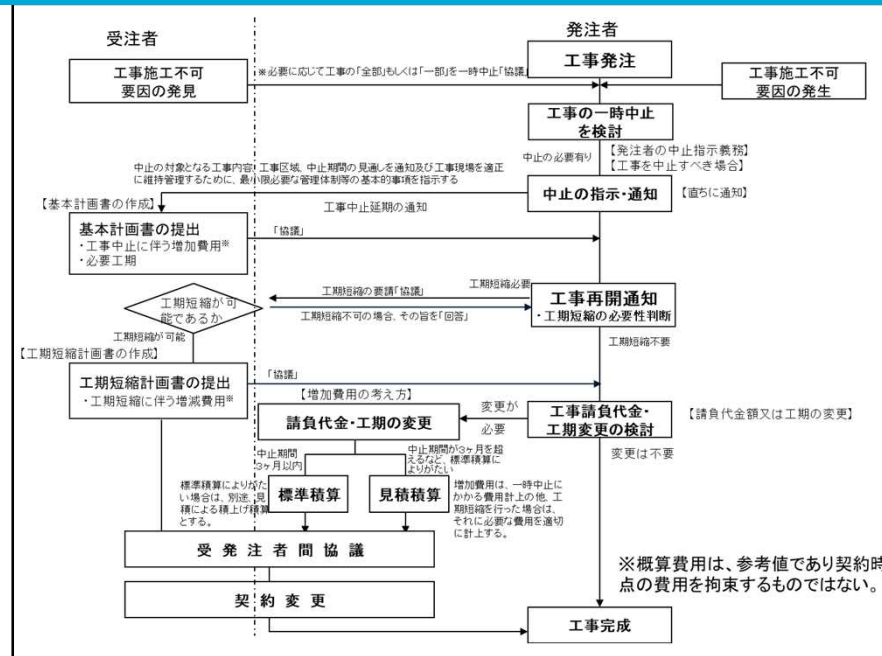 受注者
発注者
工事施工不可
要因の発見
※必要に応じて工事の「全部」もしくは「一部」を一時中止「協議」
工事発注
工事施工不可
要因の発生
工事の一時中止
を検討
中止の必要有り
【発注者の中止指示義務】
【工事を中止すべき場合】
中止の対象となる工事内容、工事区域、中止期間の見通しを通知及び工事現場を適正
に維持管理するために、最小限必要な管理体制等の基本的事項を指示する
中止の指示・通知
【直ちに通知】
【基本計画書の作成】
工事中止延期の通知
基本計画書の提出
・工事中止に伴う増加費用※
・必要工期
「協議」
工期短縮が可
能であるか
工期短縮の要請「協議」
工期短縮必要
工事再開通知
・工期短縮の必要性判断
工期短縮不可の場合、その旨を「回答」
工期短縮が可能
工期短縮不要
【工期短縮計画書の作成】
工期短縮計画書の提出
・工期短縮に伴う増減費用※
「協議」
【増加費用の考え方】
請負代金・工期の変更
変更が
必要
工事請負代金・
工期変更の検討
【請負代金額又は工期の変更】
変更は不要
中止期間
3ヶ月以内
中止期間が3ヶ月を超
えるなど、標準積算に
よりがたい
標準積算によりがた
い場合は、別途、見
積による積上げ積算
とする。
標準積算
見積積算
増加費用は、一時中止に
かかる費用計上の他、工
期短縮を行った場合は、
それに必要な費用を適切
に計上する。
受発注者間協議
※概算費用は、参考値であり契約時
点の費用を拘束するものではない。
契約変更
工事完成